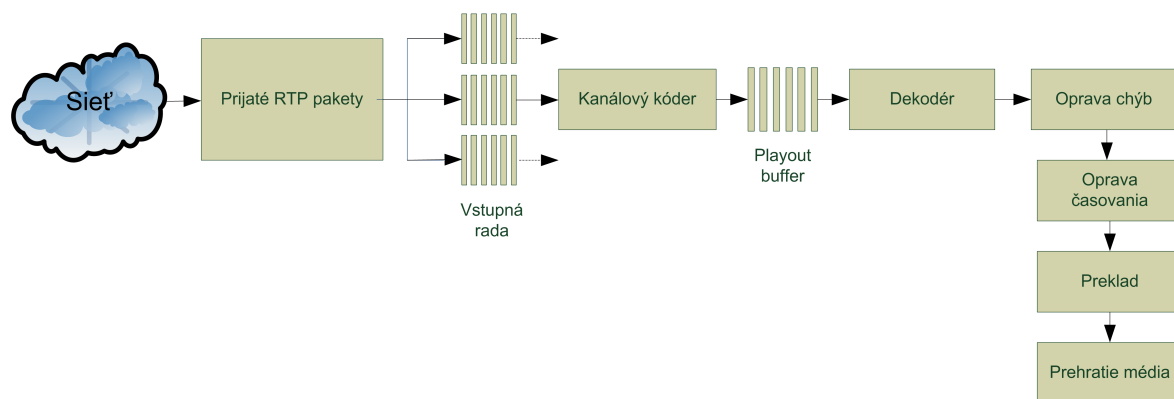 Sieť
Prijaté RTP pakety
Vstupná
rada
Kanálový kóder
Playout
buffer
Dekodér
Oprava chýb
Oprava
časovania
Preklad
Prehratie média